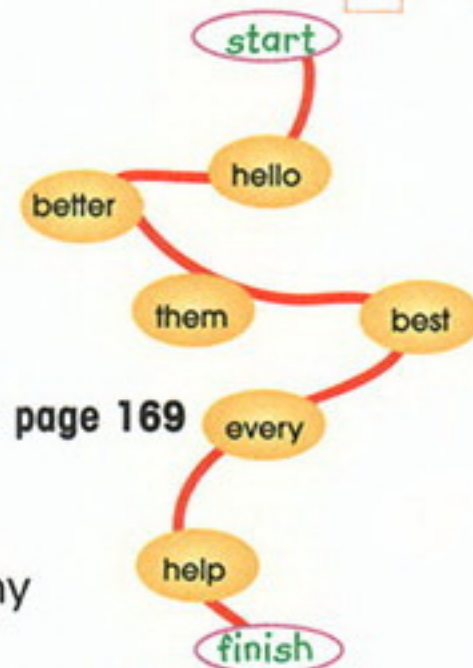 start
hello
better
them
best
page 169
every
help
finish